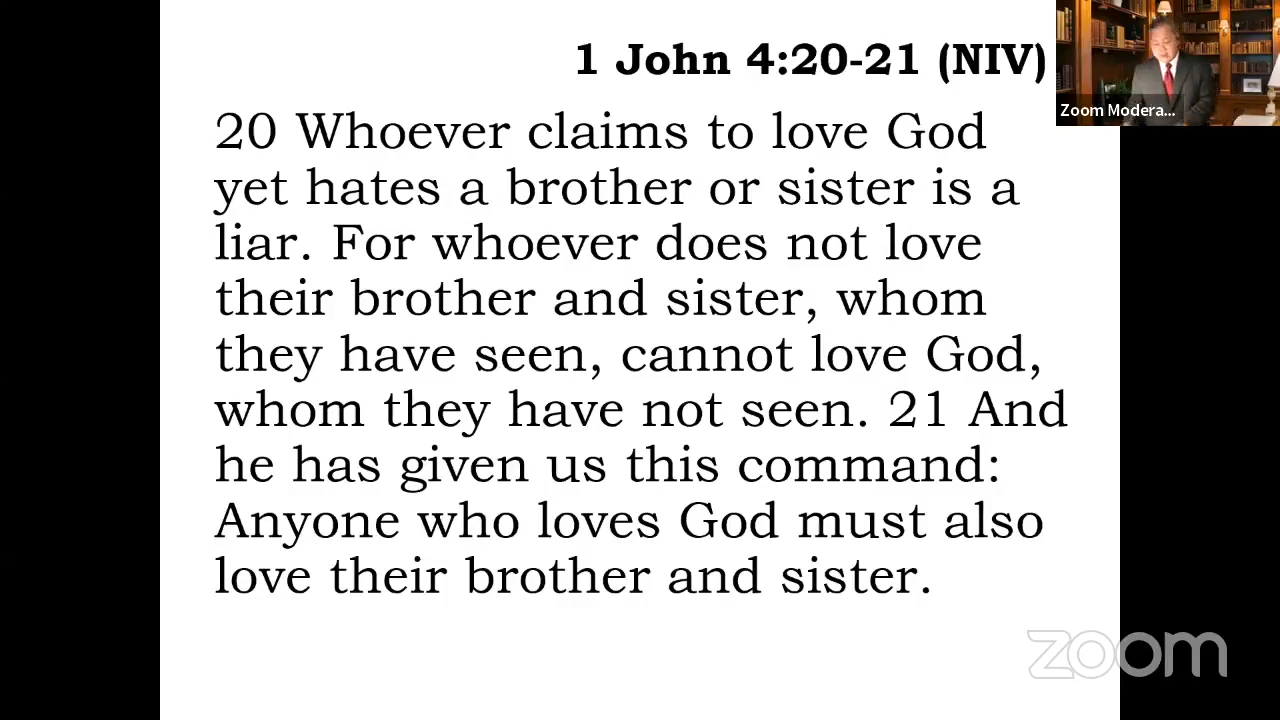 1 John 4:20-21 (NIV)
Zoom Modera...
20 Whoever claims to love God
yet hates a brother or sister is a
liar. For whoever does not love
their brother and sister, whom
they have seen, cannot love God,
whom they have not seen. 21 And
he has given us this command:
Anyone who loves God must also
love their brother and sister.
zoom